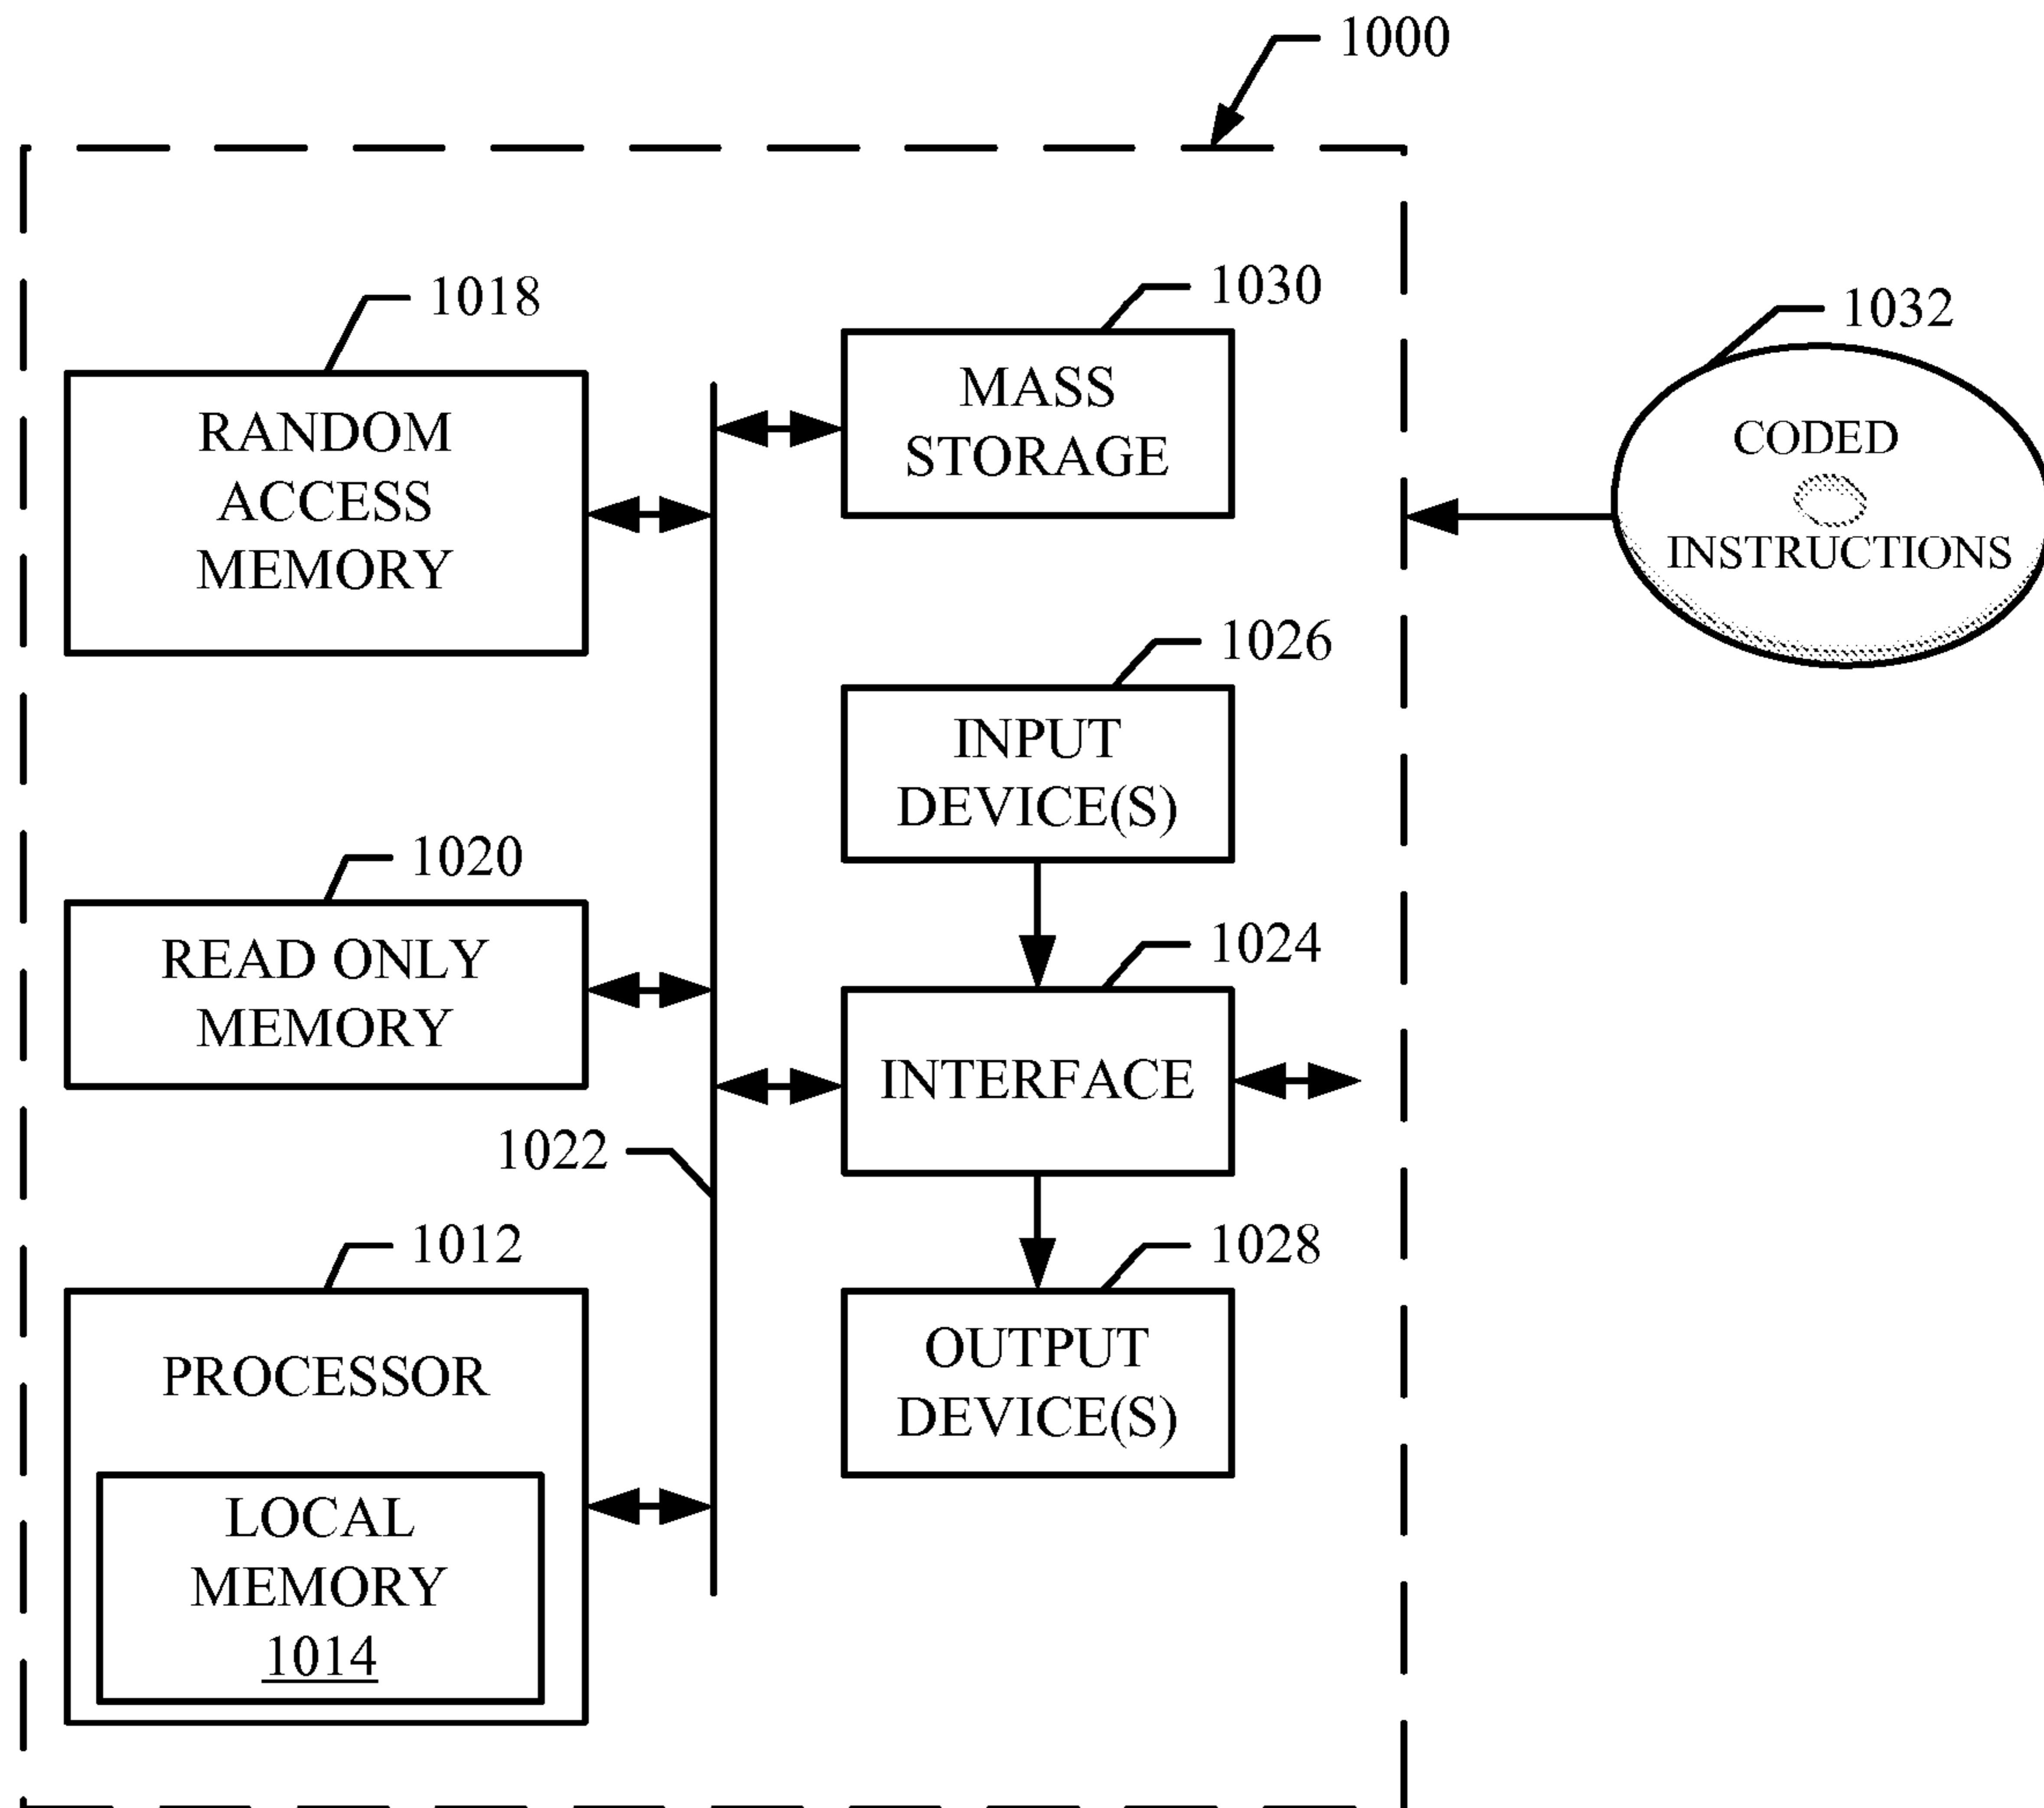 1000
1018
RANDOM
ACCESS
MEMORY
1030
MASS
STORAGE
1032
CODED
INSTRUCTIONS
1026
INPUT
DEVICE(S)
1020
READ ONLY
MEMORY
1024
INTERFACE
1022
1012
PROCESSOR
LOCAL
MEMORY
1014
1028
OUTPUT
DEVICE(S)